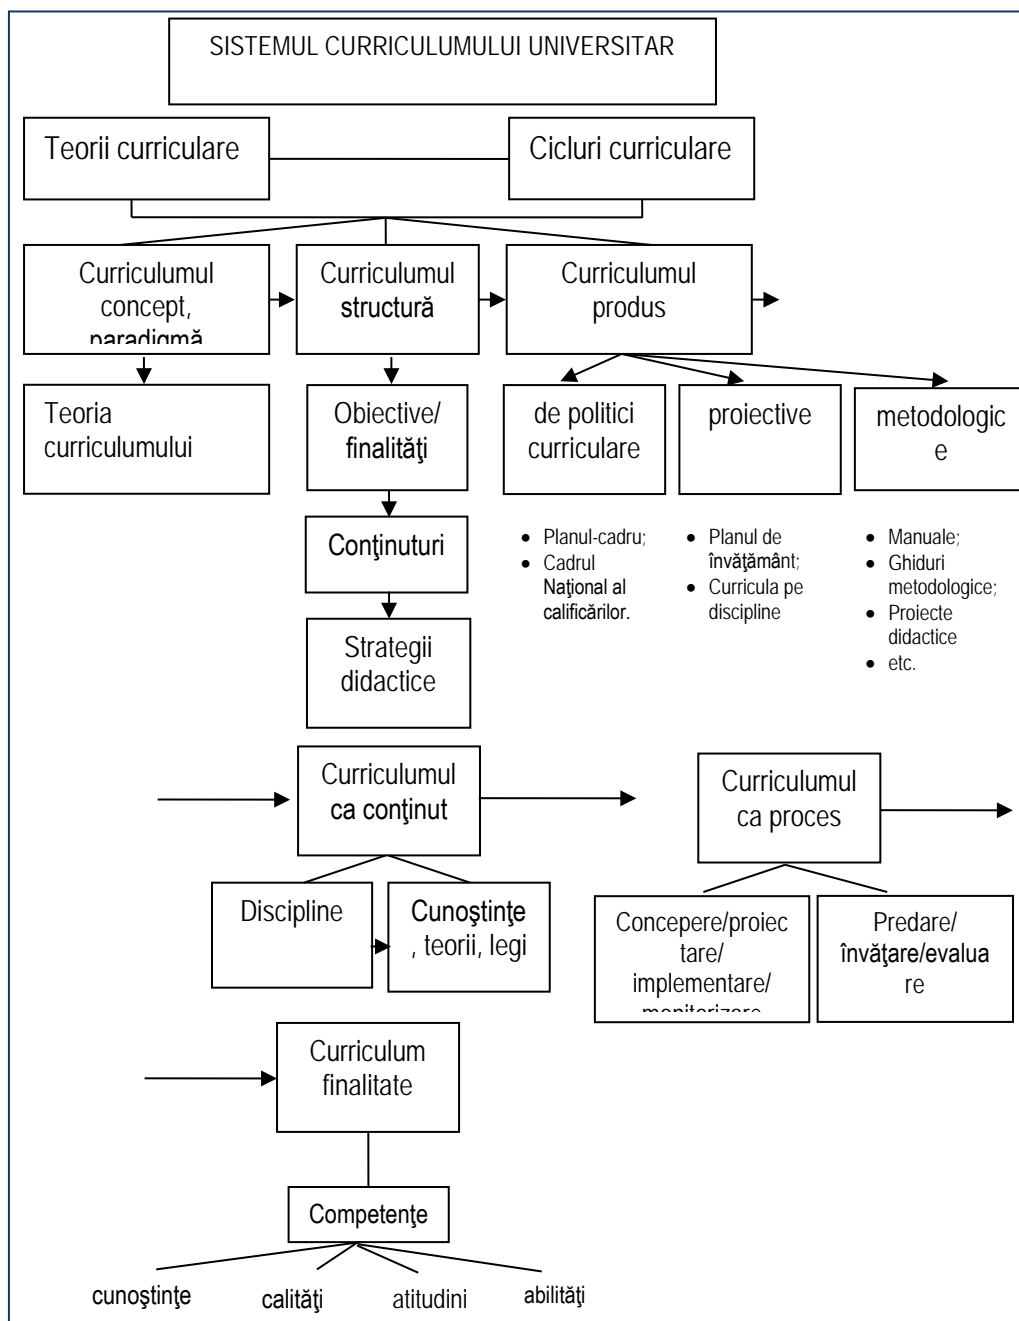 SISTEMUL CURRICULUMULUI UNIVERSITAR
Teorii curriculare
Cicluri curriculare
Curriculumul
concept,
paradigmă
Curriculumul
structură
Curriculumul
produs
Teoria
curriculumului
Obiective/
finalităţi
de politici
curriculare
proiective
metodologic
e
Conţinuturi
• Planul-cadru;
• Cadrul
Naţional al
calificărilor.
• Planul de
învăţământ;
• Curricula pe
discipline
• Manuale;
• Ghiduri
metodologice;
• Proiecte
didactice
• etc.
Strategii
didactice
Curriculumul
ca conţinut
Curriculumul
ca proces
Discipline
Cunoştinţe
, teorii, legi
Concepere/proiec
tare/
implementare/
monitorizare
Predare/
învăţare/evalua
re
Curriculum
finalitate
Competenţe
cunoştinţe
calităţi
atitudini
abilităţi